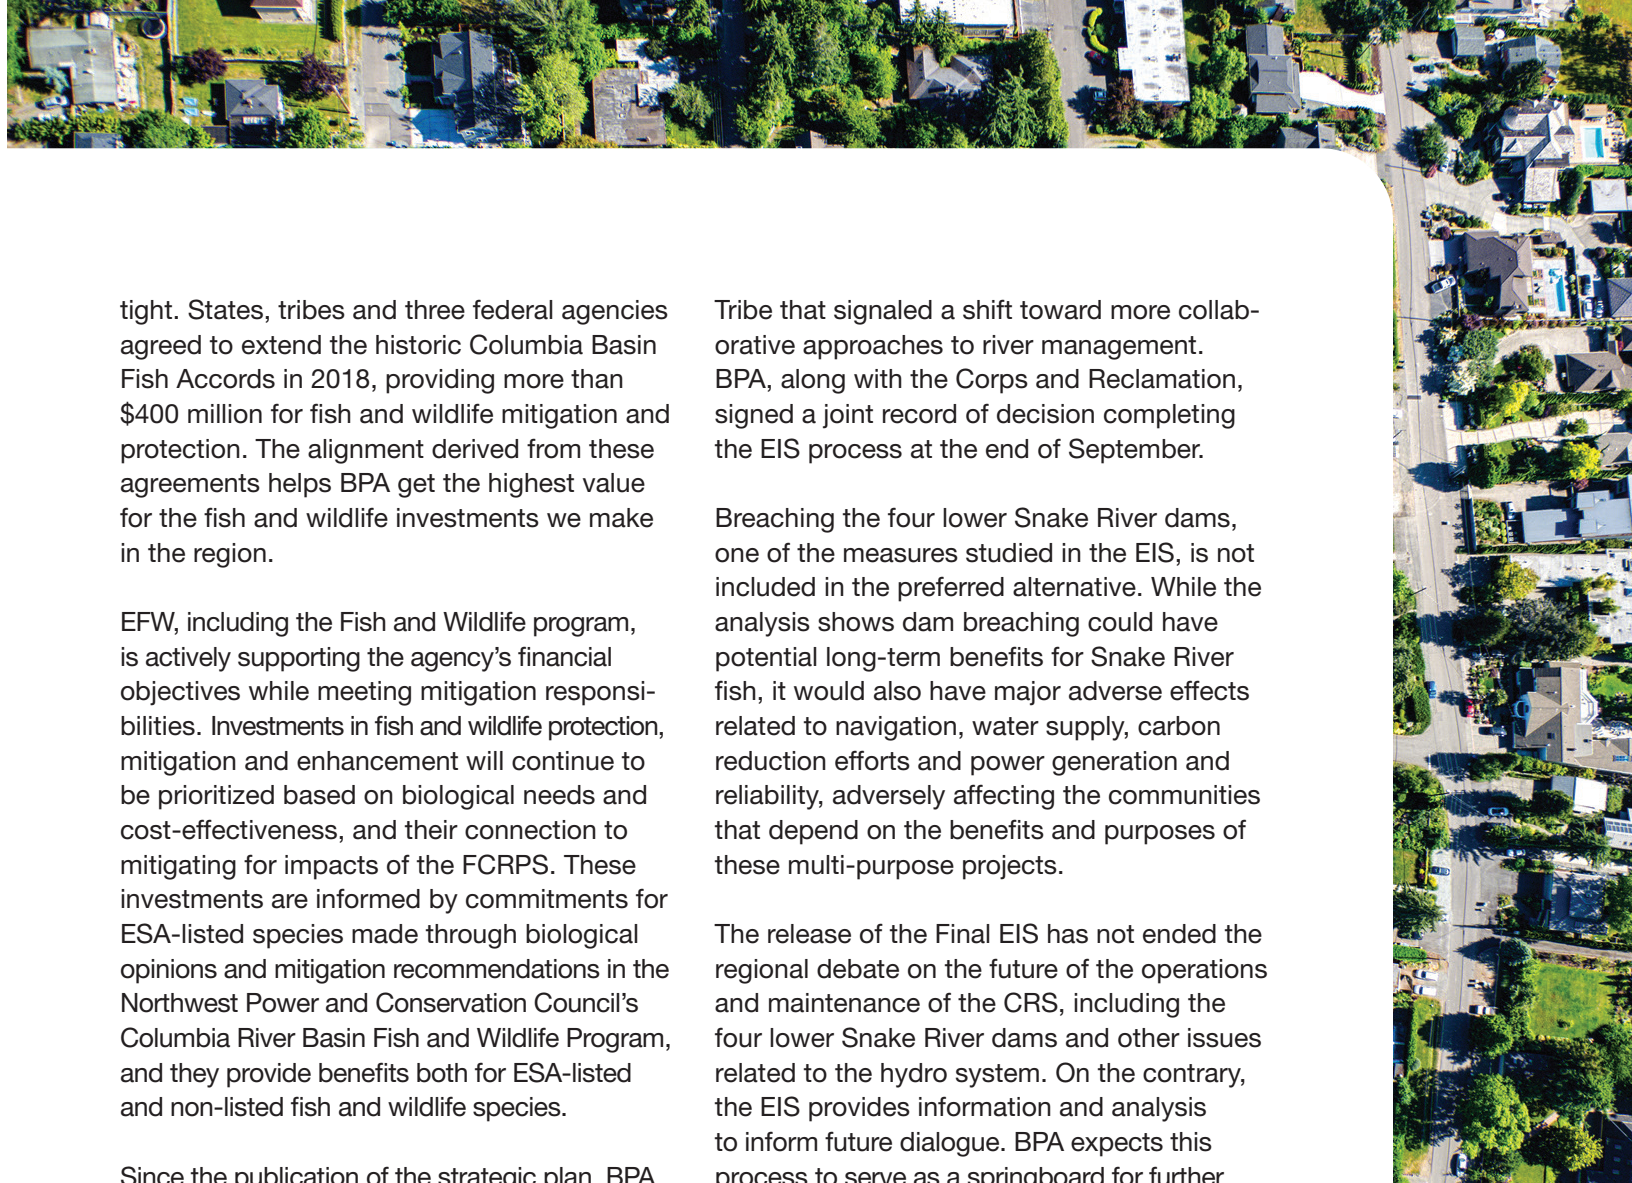 tight. States, tribes and three federal agencies
agreed to extend the historic Columbia Basin
Fish Accords in 2018, providing more than
$400 million for fish and wildlife mitigation and
protection. The alignment derived from these
agreements helps BPA get the highest value
for the fish and wildlife investments we make
in the region.
EFW, including the Fish and Wildlife program,
is actively supporting the agency’s financial
objectives while meeting mitigation responsi-
bilities. Investments in fish and wildlife protection,
mitigation and enhancement will continue to
be prioritized based on biological needs and
cost-effectiveness, and their connection to
mitigating for impacts of the FCRPS. These
investments are informed by commitments for
ESA-listed species made through biological
opinions and mitigation recommendations in the
Northwest Power and Conservation Council’s
Columbia River Basin Fish and Wildlife Program,
and they provide benefits both for ESA-listed
and non-listed fish and wildlife species.
Since the publication of the strategic plan, BPA
Tribe that signaled a shift toward more collab-
orative approaches to river management.
BPA, along with the Corps and Reclamation,
signed a joint record of decision completing
the EIS process at the end of September.
Breaching the four lower Snake River dams,
one of the measures studied in the EIS, is not
included in the preferred alternative. While the
analysis shows dam breaching could have
potential long-term benefits for Snake River
fish, it would also have major adverse effects
related to navigation, water supply, carbon
reduction efforts and power generation and
reliability, adversely affecting the communities
that depend on the benefits and purposes of
these multi-purpose projects.
The release of the Final EIS has not ended the
regional debate on the future of the operations
and maintenance of the CRS, including the
four lower Snake River dams and other issues
related to the hydro system. On the contrary,
the EIS provides information and analysis
to inform future dialogue. BPA expects this
process to serve as a springboard for further